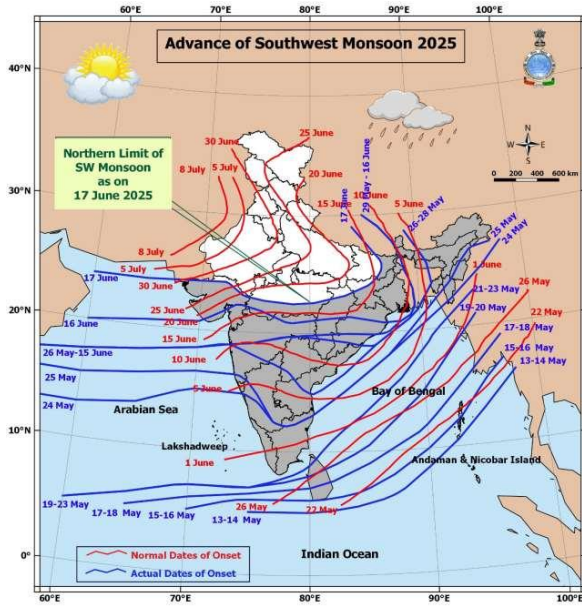 60°E
70°E
80°E
90°E
100°E
Advance of Southwest Monsoon 2025
40°N
30°N
20°N
10°N
0°
N
W
E
S
0 200 400 600 km
Northern Limit of
SW Monsoon
as on
17 June 2025
30 June
25 June
8 July
5 July
20 June
15 June
17 June
29 May - 16 June
10 June
5 June
26-28 May
25 May
24 May
8 July
5 July
17 June
30 June
1 June
26 May
21-23 May
22 May
25 June
20 June
19-20 May
16 June
15 June
17-18 May
26 May-15 June
10 June
15-16 May
13-14 May
25 May
5 June
Bay of Bengal
24 May
Arabian Sea
Lakshadweep
1 June
Andaman & Nicobar Island
19-23 May
17-18 May
15-16 May
13-14 May
26 May
22 May
Indian Ocean
Normal Dates of Onset
Actual Dates of Onset
60°E
70°E
80°E
90°E
100°E